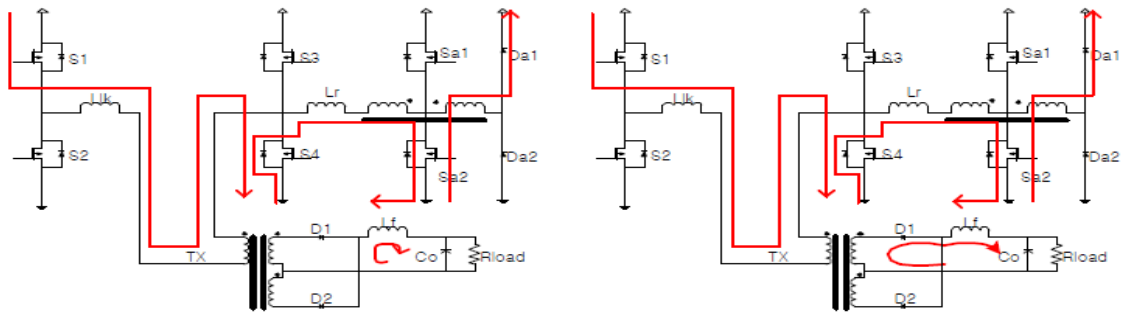 S1
S3
Sa1
Da1
Llk
Lr
S2
S4
Sa2
Da2
D1
Lf
TX
Co
Rload
D2
S1
S3
Sa1
Da1
Llk
Lr
S2
S4
Sa2
Da2
D1
Lf
TX
Co
Rload
D2